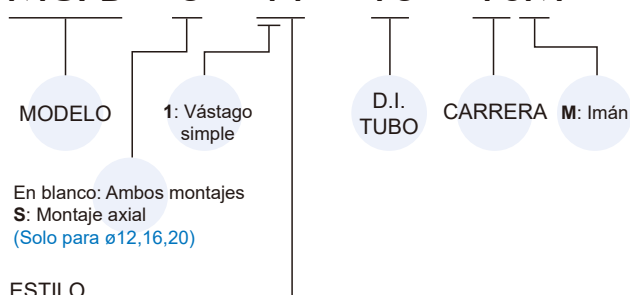 MODELO
1: Vástago
simple
D.I.
TUBO
CARRERA
M: Imán
En blanco: Ambos montajes
S: Montaje axial
(Solo para ø12,16,20)
ESTILO